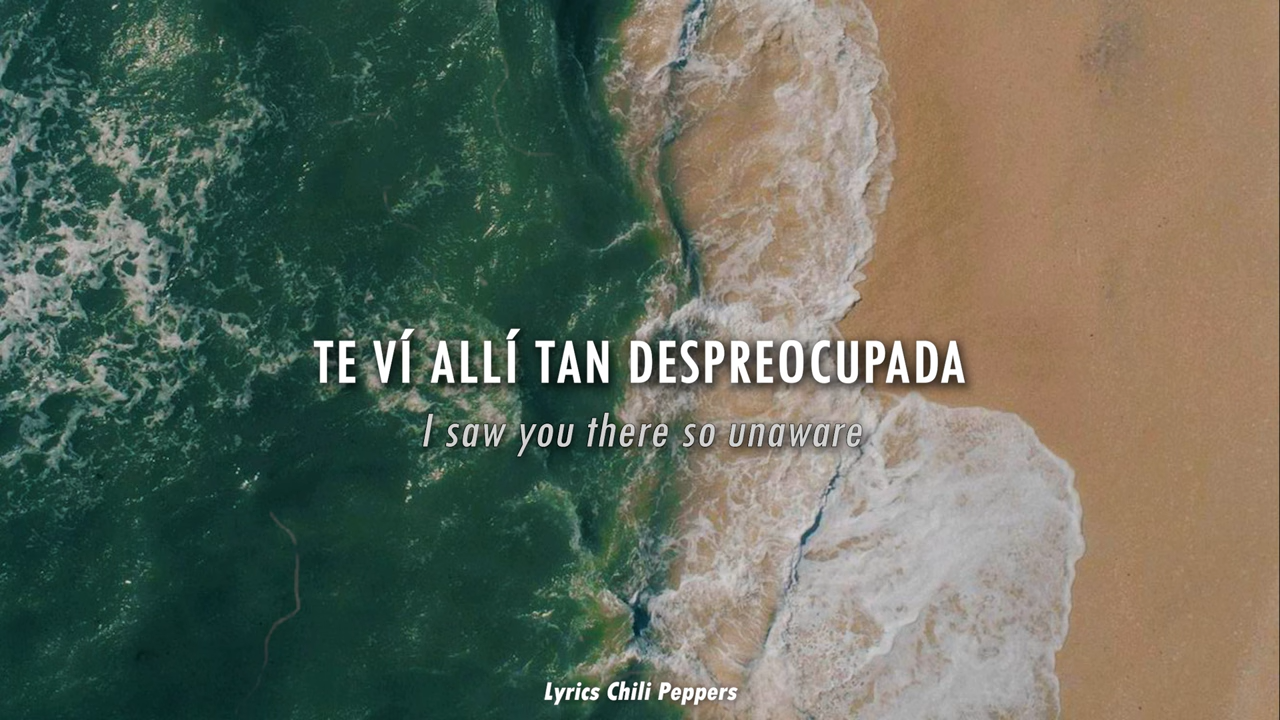 TE VÍ ALLÍ TAN DESPREOCUPADA
I saw you there so unaware
Lyrics Chili Peppers